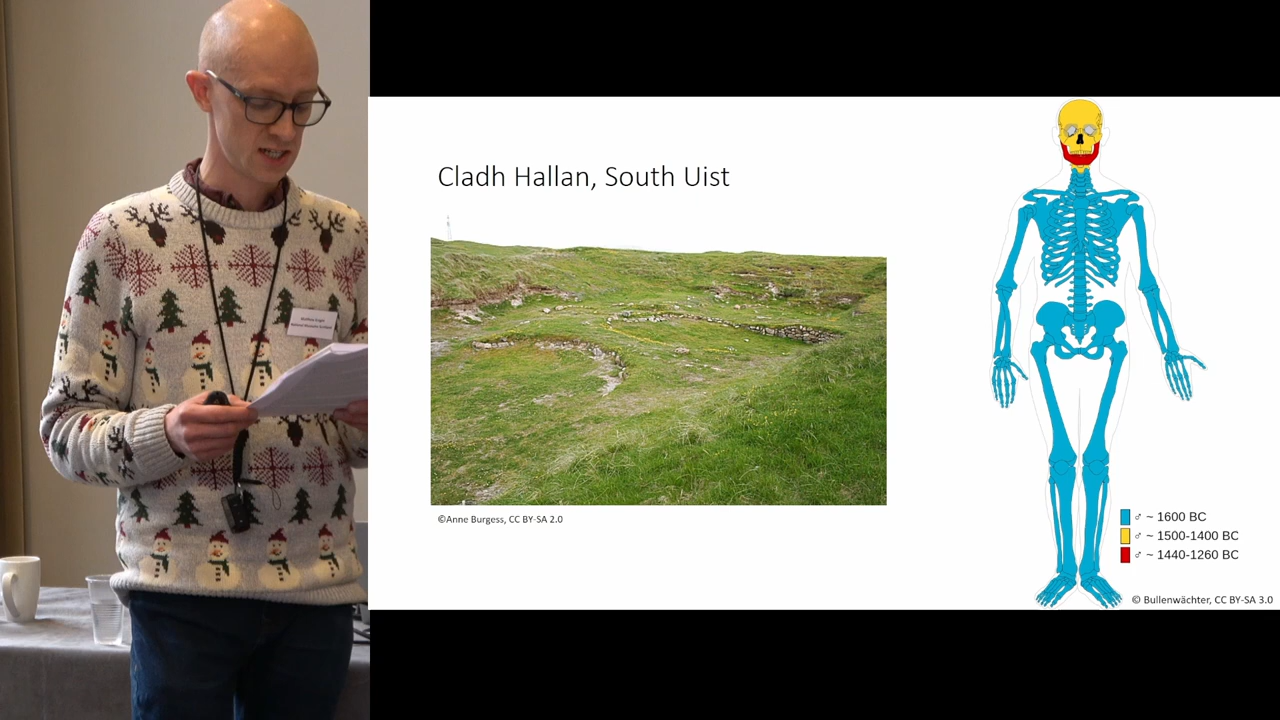 Cladh Hallan, South Uist
©Anne Burgess, CC BY-SA 2.0
♂ ~ 1600 BC
♂ ~ 1500-1400 BC
♂ ~ 1440-1260 BC
© Bullenwächter, CC BY-SA 3.0